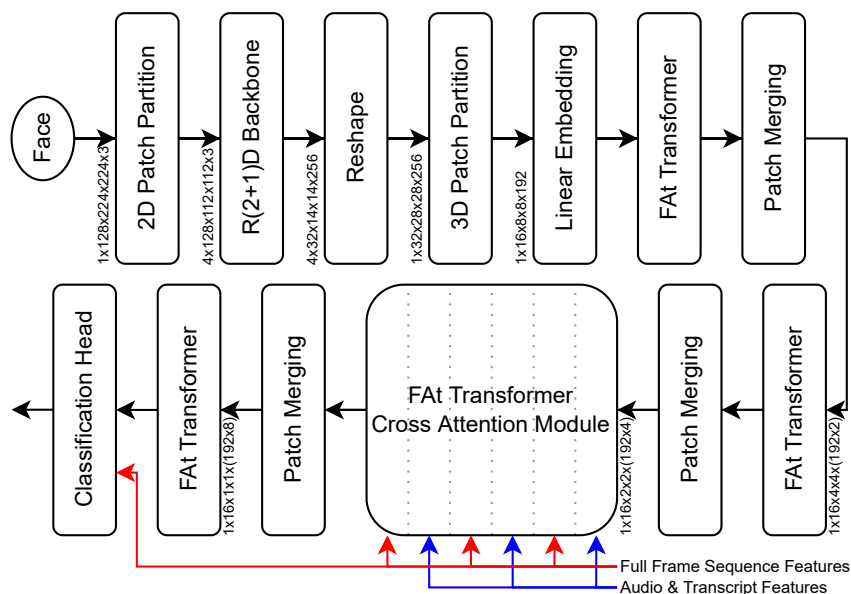 Face
1x128x224x224x3
2D Patch Partition
4x128x112x112x3
R(2+1)D Backbone
4x32x14x14x256
Reshape
1x32x28x28x256
3D Patch Partition
1x16x8x8x192
Linear Embedding
FAt Transformer
Patch Merging
1x16x4x4x(192x2)
FAt Transformer
Patch Merging
1x16x2x2x(192x4)
FAt Transformer
Cross Attention Module
Patch Merging
1x16x1x1x(192x8)
FAt Transformer
Classification Head
Full Frame Sequence Features
Audio & Transcript Features